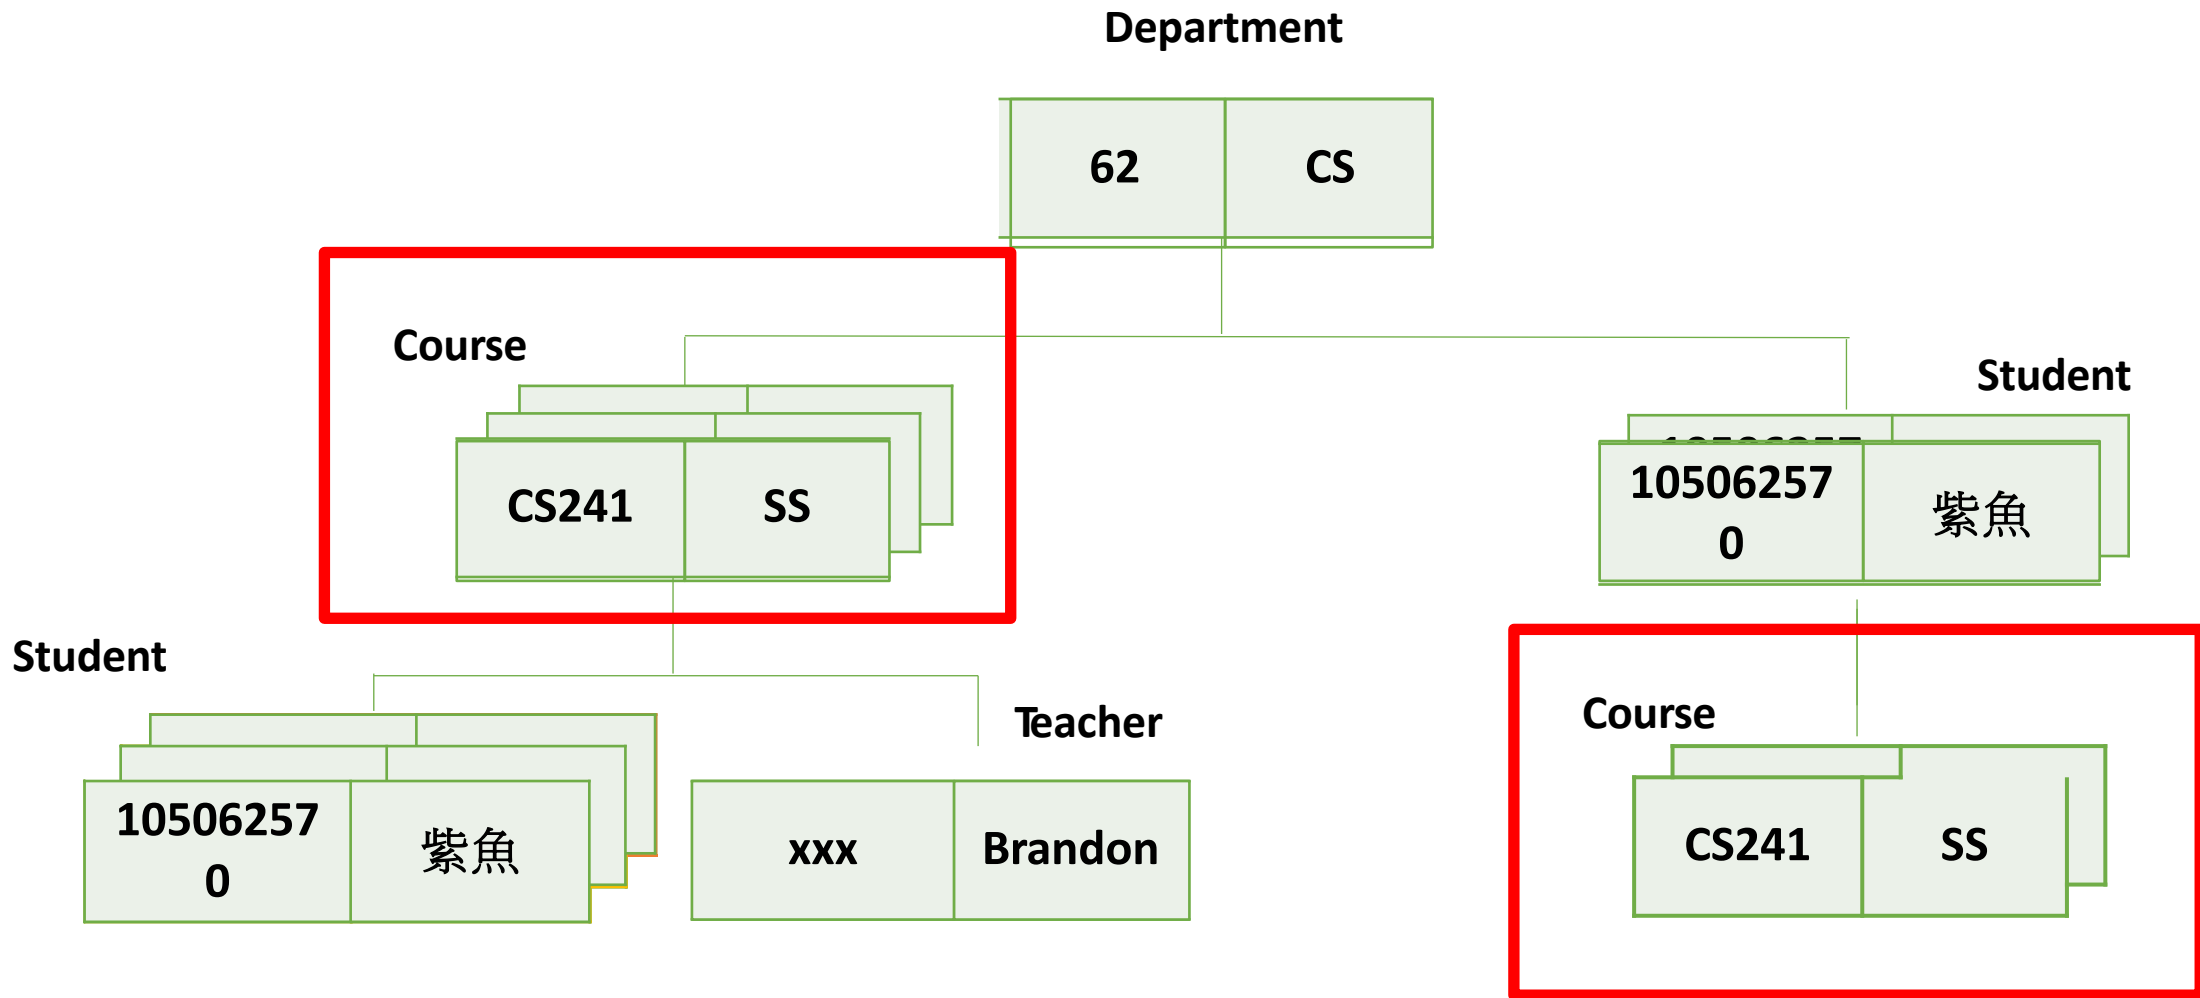 Department
62 CS
Course
Student
CS241 SS
10506257
0
紫魚
Student
Teacher
Course
10506257
0
紫魚
xxx Brandon
CS241 SS